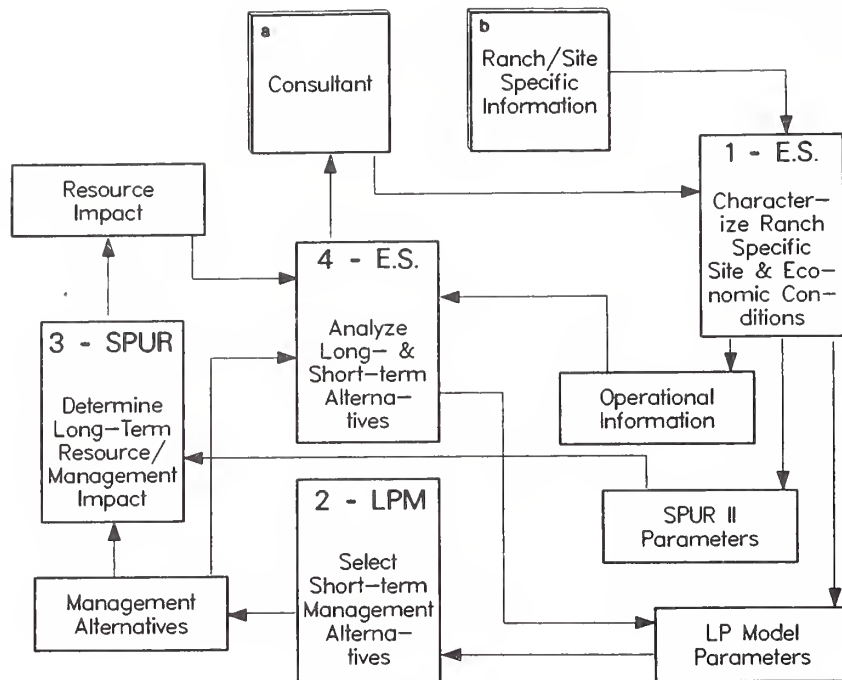 a
Consultant
b
Ranch/Site
Specific
Information
1 - E.S.
Character-
ize Ranch
Specific
Site & Eco-
nomic Con-
ditions
Resource
Impact
4 - E.S.
Analyze
Long- &
Short-term
Alterna-
tives
3 - SPUR
Determine
Long-Term
Resource/
Management
Impact
Operational
Information
2 - LPM
Select
Short-term
Management
Alterna-
tives
SPUR II
Parameters
Management
Alternatives
LP Model
Parameters